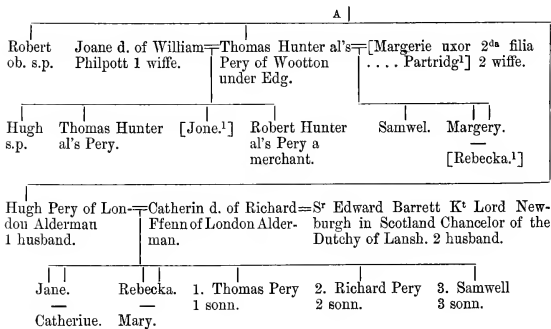 A
Robert Joane d. of William Thomas Hunter al's [Margerie uxor 2ᵈᵃ filia
ob. s.p. Philpott 1 wiffe. Pery of Wootton .... Partridg¹] 2 wiffe.
under Edg.
Hugh Thomas Hunter [Jone.¹] Robert Hunter Samwel. Margery.
s.p. al's Pery. al's Pery a —
merchant. [Rebecka.¹]
Hugh Pery of Lon- Catherin d. of Richard = Sʳ Edward Barrett Kᵗ Lord New-
dou Alderman Ffenn of London Alder- burgh in Scotland Chancelor of the
1 husband. man. Dutchy of Lansh. 2 husband.
Jane. Rebecka. 1. Thomas Pery 2. Richard Pery 3. Samwell
— — 1 sonn. 2 sonn. 3 sonn.
Catheriue. Mary.